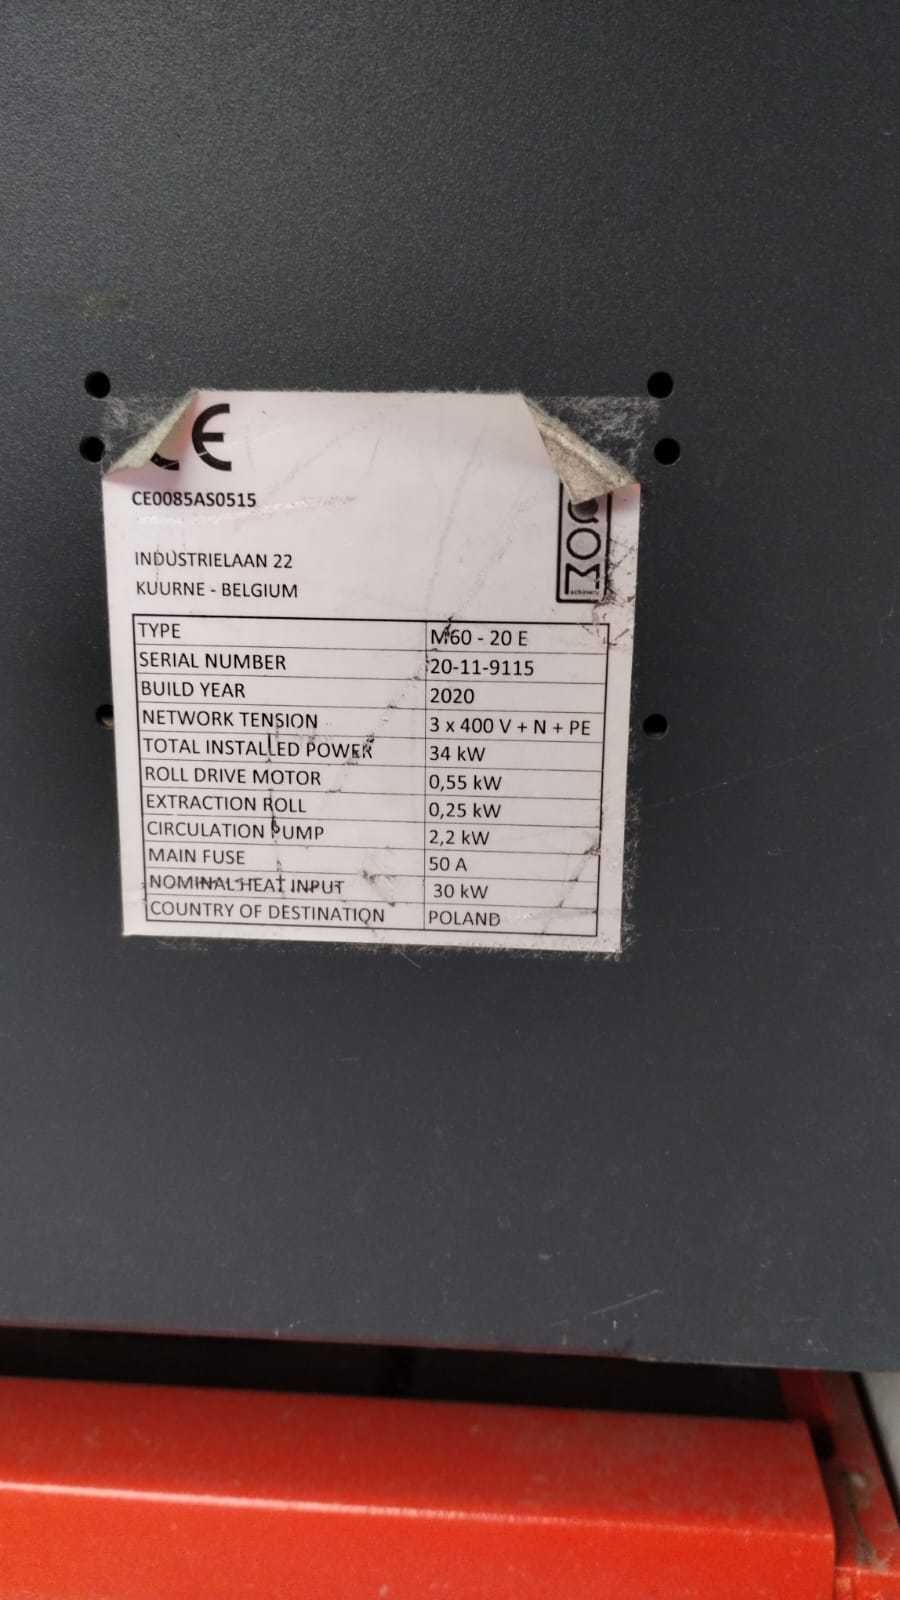 CE
CE0085AS0515
INDUSTRIELAAN 22
KUURNE - BELGIUM
TYPE M60 - 20 E
SERIAL NUMBER 20-11-9115
BUILD YEAR 2020
NETWORK TENSION 3 x 400 V + N + PE
TOTAL INSTALLED POWER 34 kW
ROLL DRIVE MOTOR 0,55 kW
EXTRACTION ROLL 0,25 kW
CIRCULATION PUMP 2,2 kW
MAIN FUSE 50 A
NOMINAL HEAT INPUT 30 kW
COUNTRY OF DESTINATION POLAND